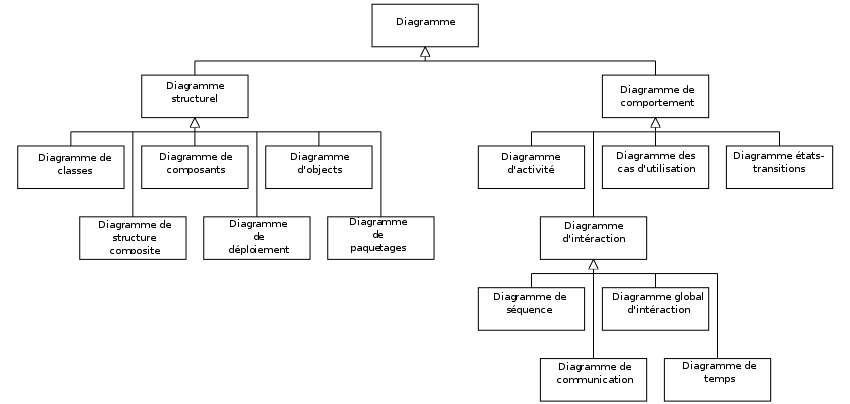 Diagramme
Diagramme
structurel
Diagramme de
comportement
Diagramme de
classes
Diagramme de
composants
Diagramme
d'objects
Diagramme
d'activité
Diagramme des
cas d'utilisation
Diagramme états-
transitions
Diagramme de
structure
composite
Diagramme
de
déploiement
Diagramme
de
paquetages
Diagramme
d'intéraction
Diagramme de
séquence
Diagramme global
d'intéraction
Diagramme de
communication
Diagramme de
temps